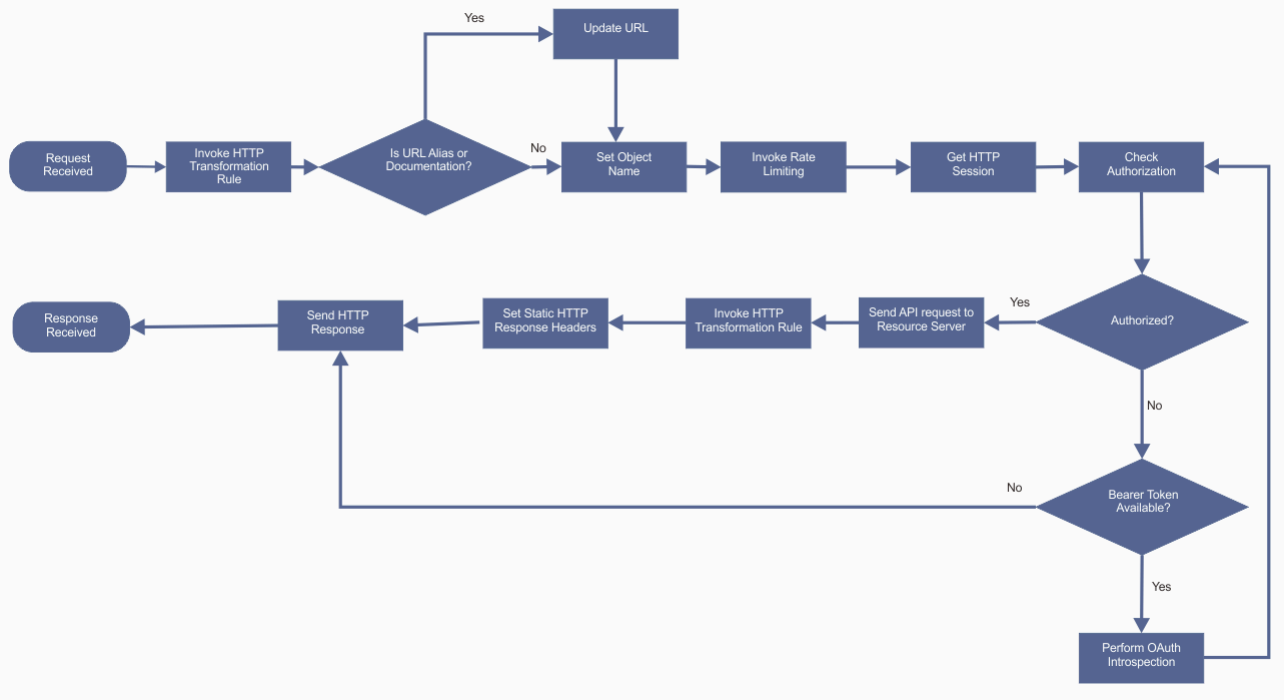 Yes
Update URL
Request
Received
Invoke HTTP
Transformation
Rule
Is URL Alias or
Documentation?
No
Set Object
Name
Invoke Rate
Limiting
Get HTTP
Session
Check
Authorization
Response
Received
Send HTTP
Response
Set Static HTTP
Response Headers
Invoke HTTP
Transformation Rule
Send API request to
Resource Server
Yes
Authorized?
No
No
Bearer Token
Available?
Yes
Perform OAuth
Introspection